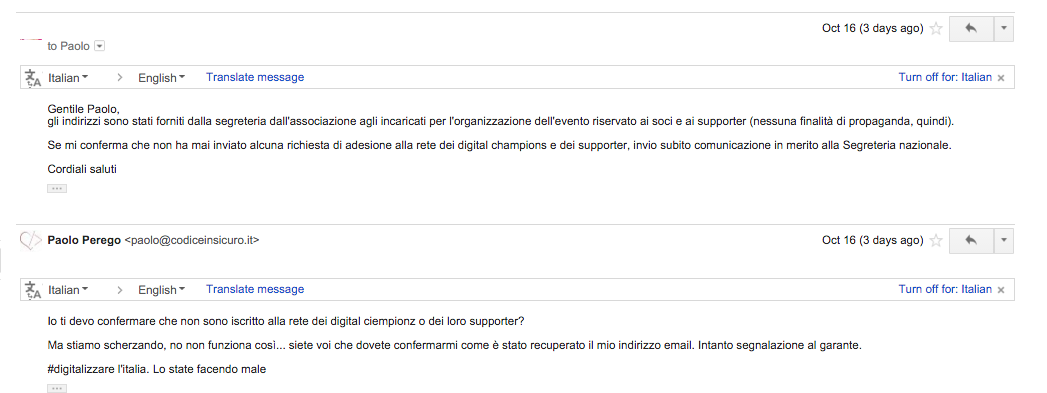 Oct 16 (3 days ago)
to Paolo
Italian > English Translate message Turn off for: Italian ×
Gentile Paolo,
gli indirizzi sono stati forniti dalla segreteria dall'associazione agli incaricati per l'organizzazione dell'evento riservato ai soci e ai supporter (nessuna finalità di propaganda, quindi).
Se mi conferma che non ha mai inviato alcuna richiesta di adesione alla rete dei digital champions e dei supporter, invio subito comunicazione in merito alla Segreteria nazionale.
Cordiali saluti
Paolo Perego <paolo@codiceinsicuro.it> Oct 16 (3 days ago)
Italian > English Translate message Turn off for: Italian ×
Io ti devo confermare che non sono iscritto alla rete dei digital ciempionz o dei loro supporter?
Ma stiamo scherzando, no non funziona così... siete voi che dovete confermarmi come è stato recuperato il mio indirizzo email. Intanto segnalazione al garante.
#digitalizzare l'italia. Lo state facendo male